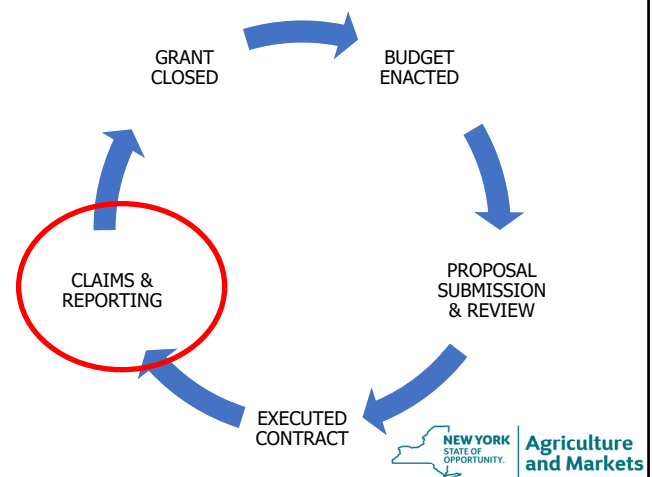 GRANT
CLOSED
BUDGET
ENACTED
PROPOSAL
SUBMISSION
& REVIEW
EXECUTED
CONTRACT
CLAIMS &
REPORTING
NEW YORK
STATE OF
OPPORTUNITY.
Agriculture
and Markets